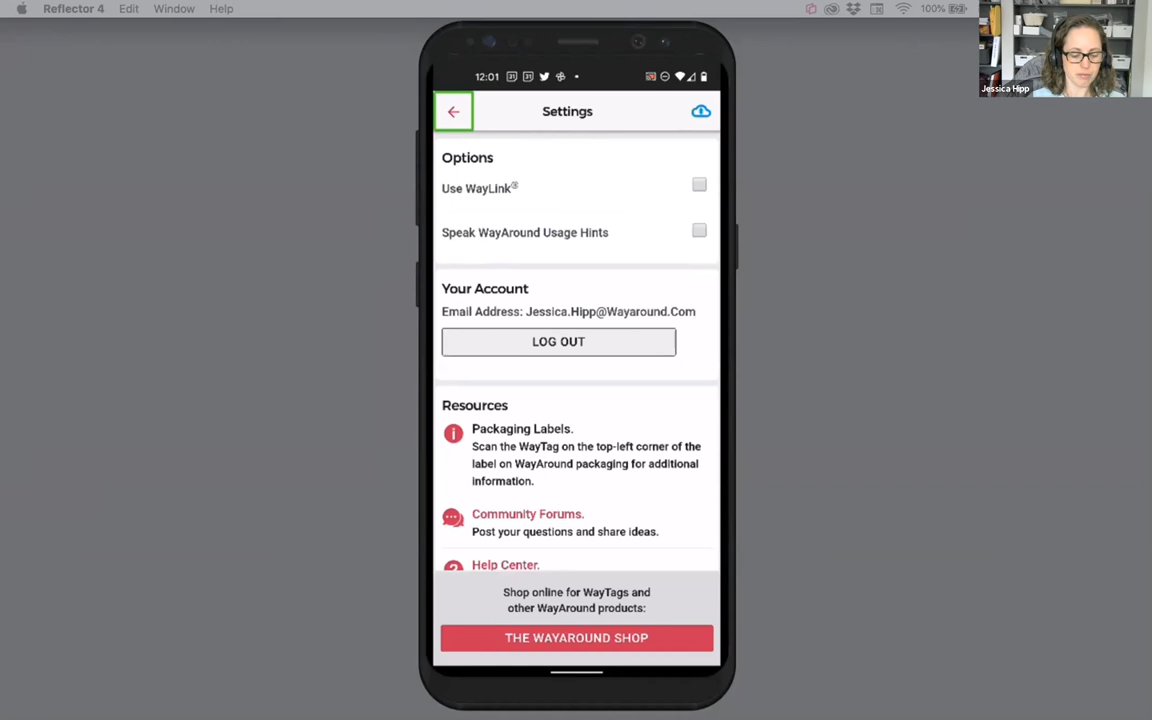 Reflector 4 Edit Window Help 100%
Jessica Hipp
12:01 31 31
Settings
Options
Use WayLink®
Speak WayAround Usage Hints
Your Account
Email Address: Jessica.Hipp@Wayaround.Com
LOG OUT
Resources
Packaging Labels.
Scan the WayTag on the top-left corner of the
label on WayAround packaging for additional
information.
Community Forums.
Post your questions and share ideas.
Help Center.
Shop online for WayTags and
other WayAround products:
THE WAYAROUND SHOP